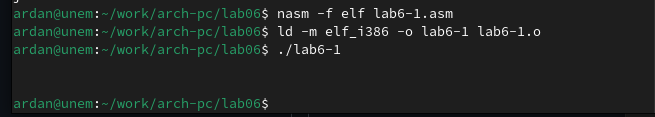 ardan@unem:~/work/arch-pc/lab06$ nasm -f elf lab6-1.asm
ardan@unem:~/work/arch-pc/lab06$ ld -m elf_i386 -o lab6-1 lab6-1.o
ardan@unem:~/work/arch-pc/lab06$ ./lab6-1
ardan@unem:~/work/arch-pc/lab06$